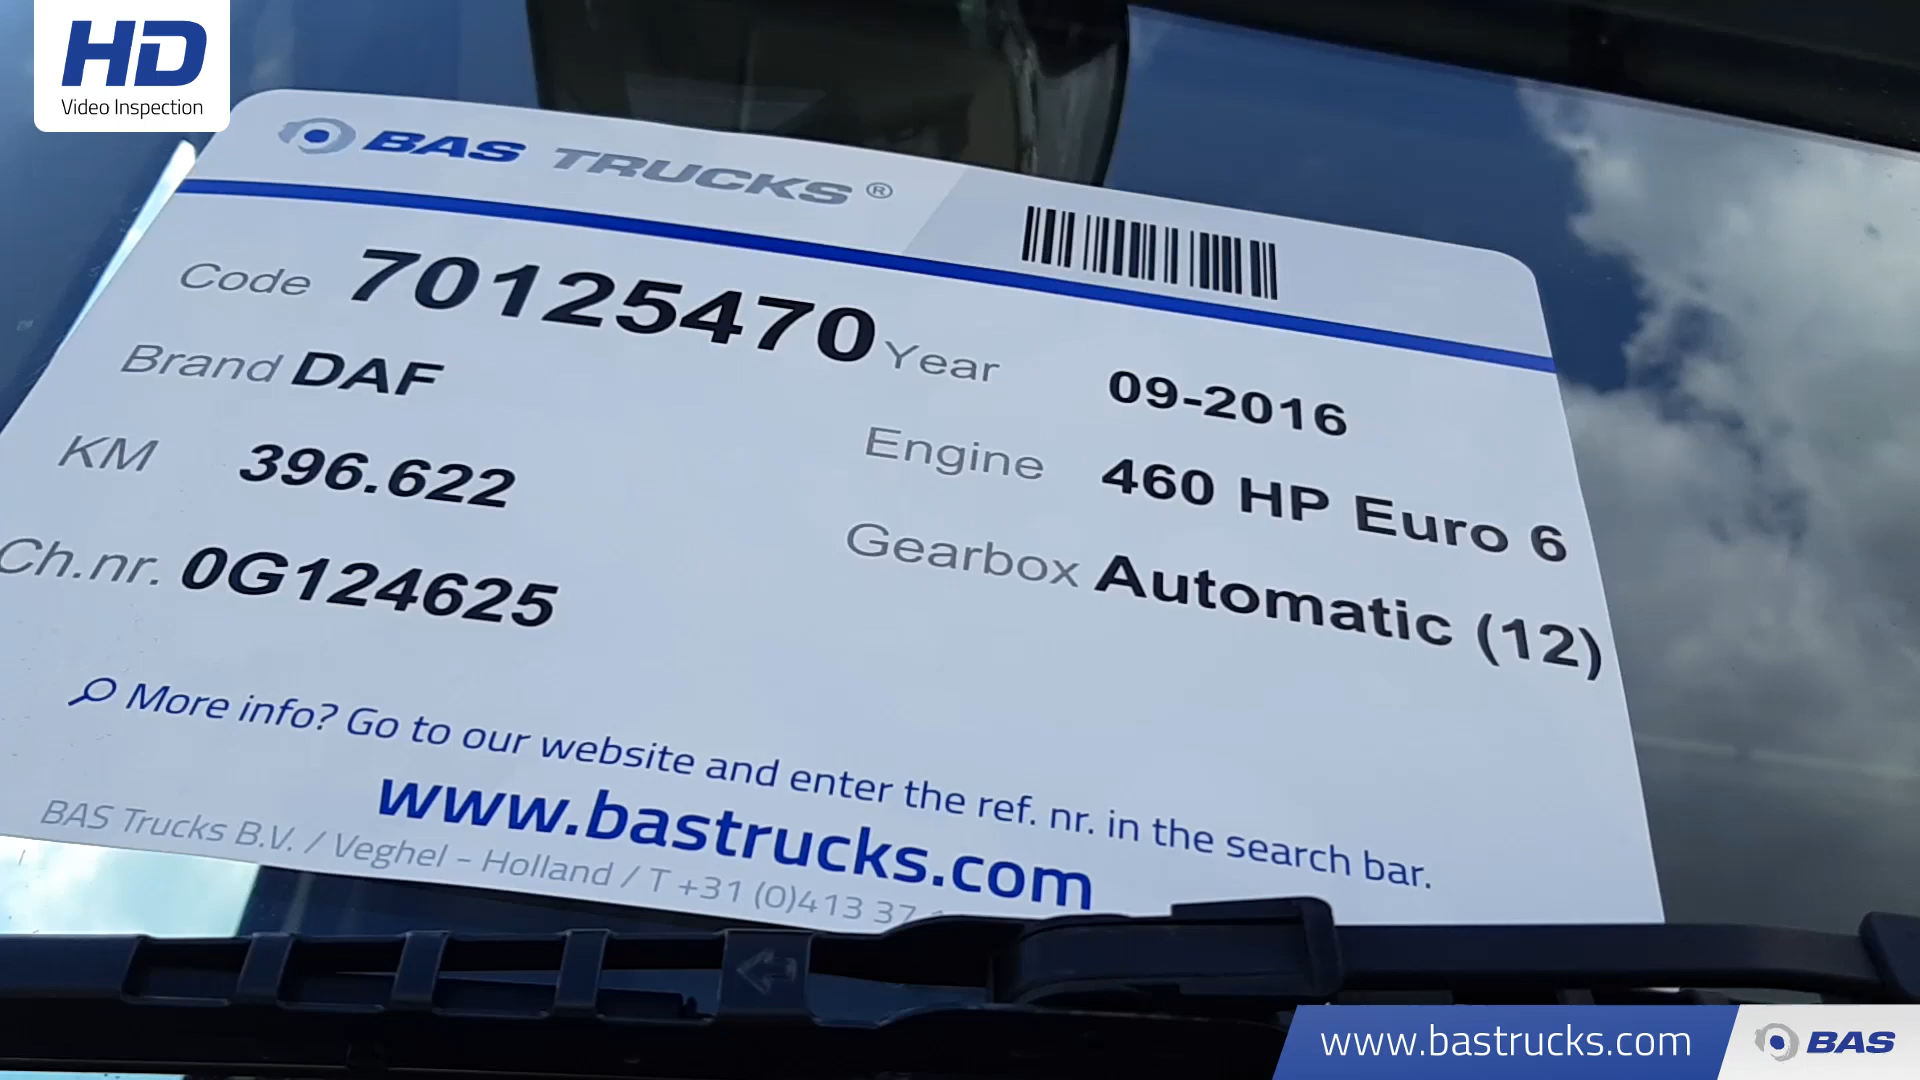 HD
Video Inspection
BAS TRUCKS®
Code 70125470
Year 09-2016
Brand DAF
Engine 460 HP Euro 6
KM 396.622
Gearbox Automatic (12)
Ch.nr. 0G124625
More info? Go to our website and enter the ref. nr. in the search bar.
www.bastrucks.com
BAS Trucks B.V. / Veghel - Holland / T +31 (0)413 37
www.bastrucks.com
BAS